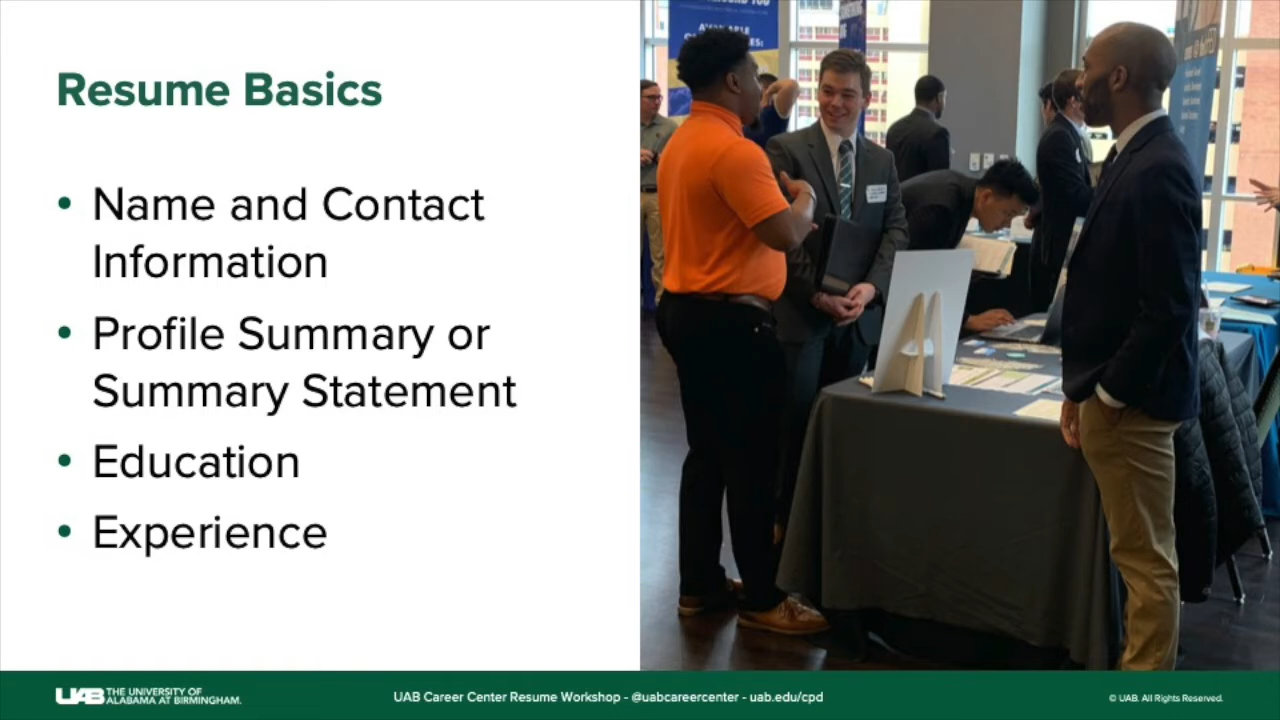 Resume Basics
• Name and Contact
Information
• Profile Summary or
Summary Statement
• Education
• Experience
UAB THE UNIVERSITY OF
ALABAMA AT BIRMINGHAM.
UAB Career Center Resume Workshop - @uabcareercenter - uab.edu/cpd
© UAB. All Rights Reserved.